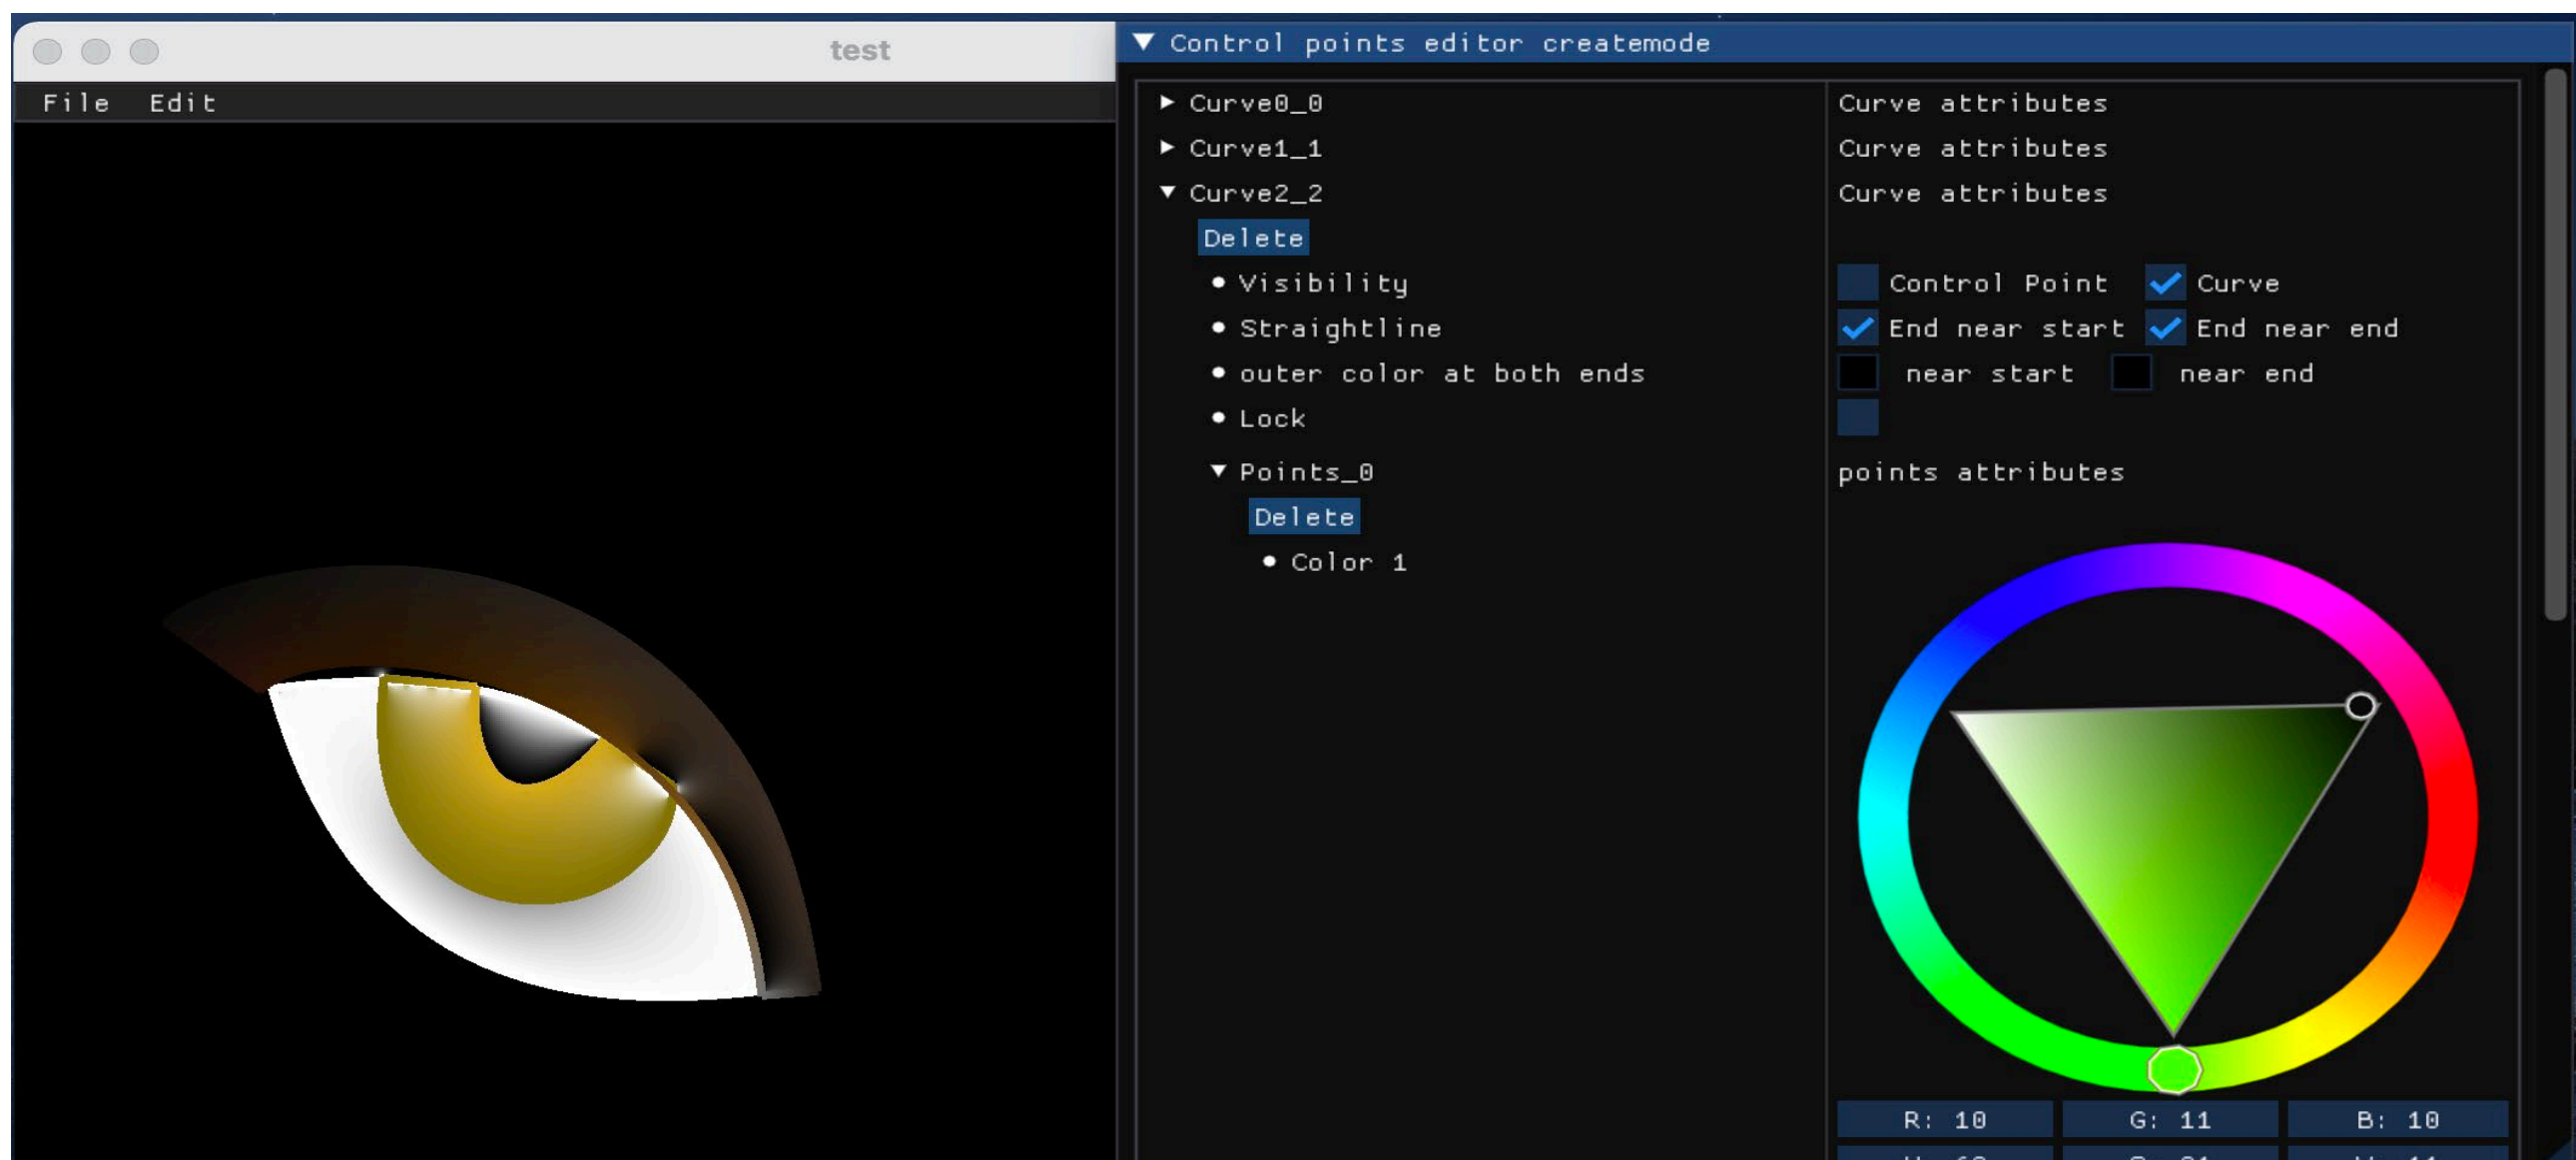 test
File Edit
Control points editor createmode
Curve0_0 Curve attributes
Curve1_1 Curve attributes
Curve2_2 Curve attributes
Delete
Visibility Control Point Curve
Straightline End near start End near end
outer color at both ends near start near end
Lock
Points_0 points attributes
Delete
Color 1
R: 10 G: 11 B: 10